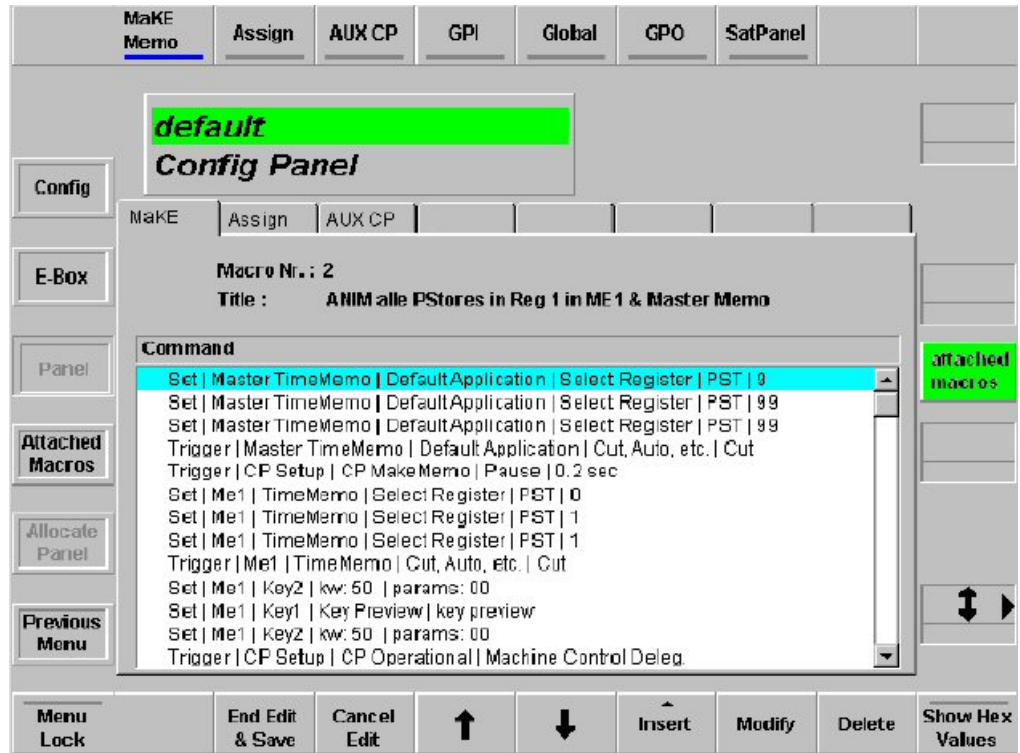 MaKE Memo
Assign
AUX CP
GPI
Global
GPO
SatPanel
default
Config Panel
Config
E-Box
Panel
Attached
Macros
Allocate
Panel
Previous
Menu
MaKE
Assign
AUX CP
Macro Nr. : 2
Title : ANIM alle PStores in Reg 1 in ME1 & Master Memo
Command
Set | Master TimeMemo | Default Application | Select Register | PST | 9
Set | Master TimeMemo | Default Application | Select Register | PST | 99
Set | Master TimeMemo | Default Application | Select Register | PST | 99
Trigger | Master TimeMemo | Default Application | Cut, Auto, etc. | Cut
Trigger | CP Setup | CP MakeMemo | Pause | 0.2 sec
Set | Me1 | TimeMemo | Select Register | PST | 0
Set | Me1 | TimeMemo | Select Register | PST | 1
Set | Me1 | TimeMemo | Select Register | PST | 1
Trigger | Me1 | TimeMemo | Cut, Auto, etc. | Cut
Set | Me1 | Key2 | kw: 50 | params: 00
Set | Me1 | Key1 | Key Preview | key preview
Set | Me1 | Key2 | kw: 50 | params: 00
Trigger | CP Setup | CP Operational | Machine Control Deleg.
attached
macros
Menu
Lock
End Edit
& Save
Cancel
Edit
Insert
Modify
Delete
Show Hex
Values